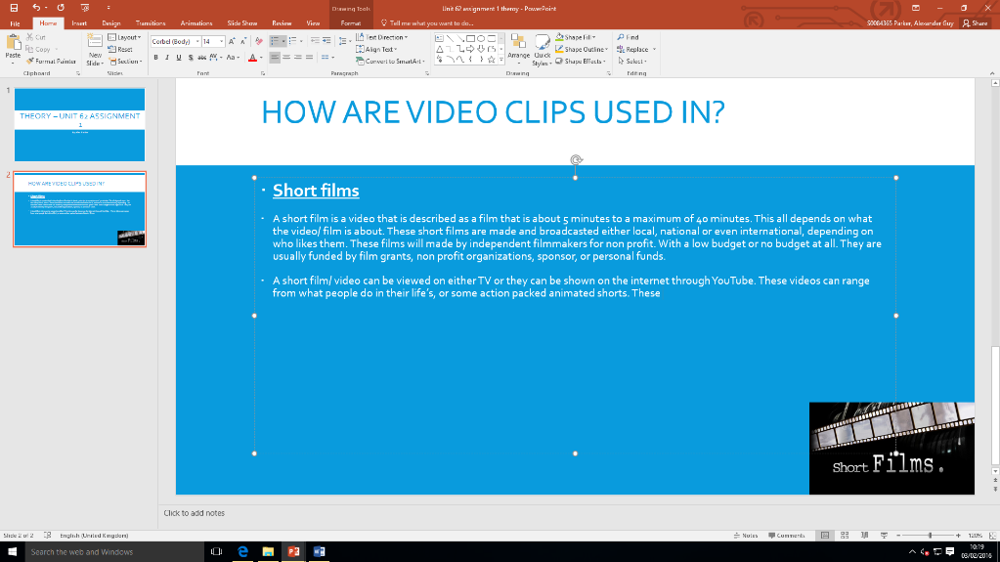 Drawing Tools
Unit 62 assignment 1 theroy - PowerPoint
File Home Insert Design Transitions Animations Slide Show Review View Format Tell me what you want to do... S0084365 Parker, Alexander Guy Share
Paste Cut Copy Format Painter
Clipboard
New Slide Layout Reset Section
Slides
Corbel (Body) 14
B I U S abc AV Aa A
Font
Text Direction
Align Text
Convert to SmartArt
Paragraph
Arrange Quick Styles
Shape Fill
Shape Outline
Shape Effects
Drawing
Find
Replace
Select
Editing
1
THEORY – UNIT 62 ASSIGNMENT
1
2
HOW ARE VIDEO CLIPS USED IN?
HOW ARE VIDEO CLIPS USED IN?
Short films
A short film is a video that is described as a film that is about 5 minutes to a maximum of 40 minutes. This all depends on what
the video/ film is about. These short films are made and broadcasted either local, national or even international, depending on
who likes them. These films will made by independent filmmakers for non profit. With a low budget or no budget at all. They are
usually funded by film grants, non profit organizations, sponsor, or personal funds.
A short film/ video can be viewed on either TV or they can be shown on the internet through YouTube. These videos can range
from what people do in their life's, or some action packed animated shorts. These
Short Films.
Click to add notes
Slide 2 of 2 English (United Kingdom) Notes Comments 120%
Search the web and Windows
10:19
03/02/2016